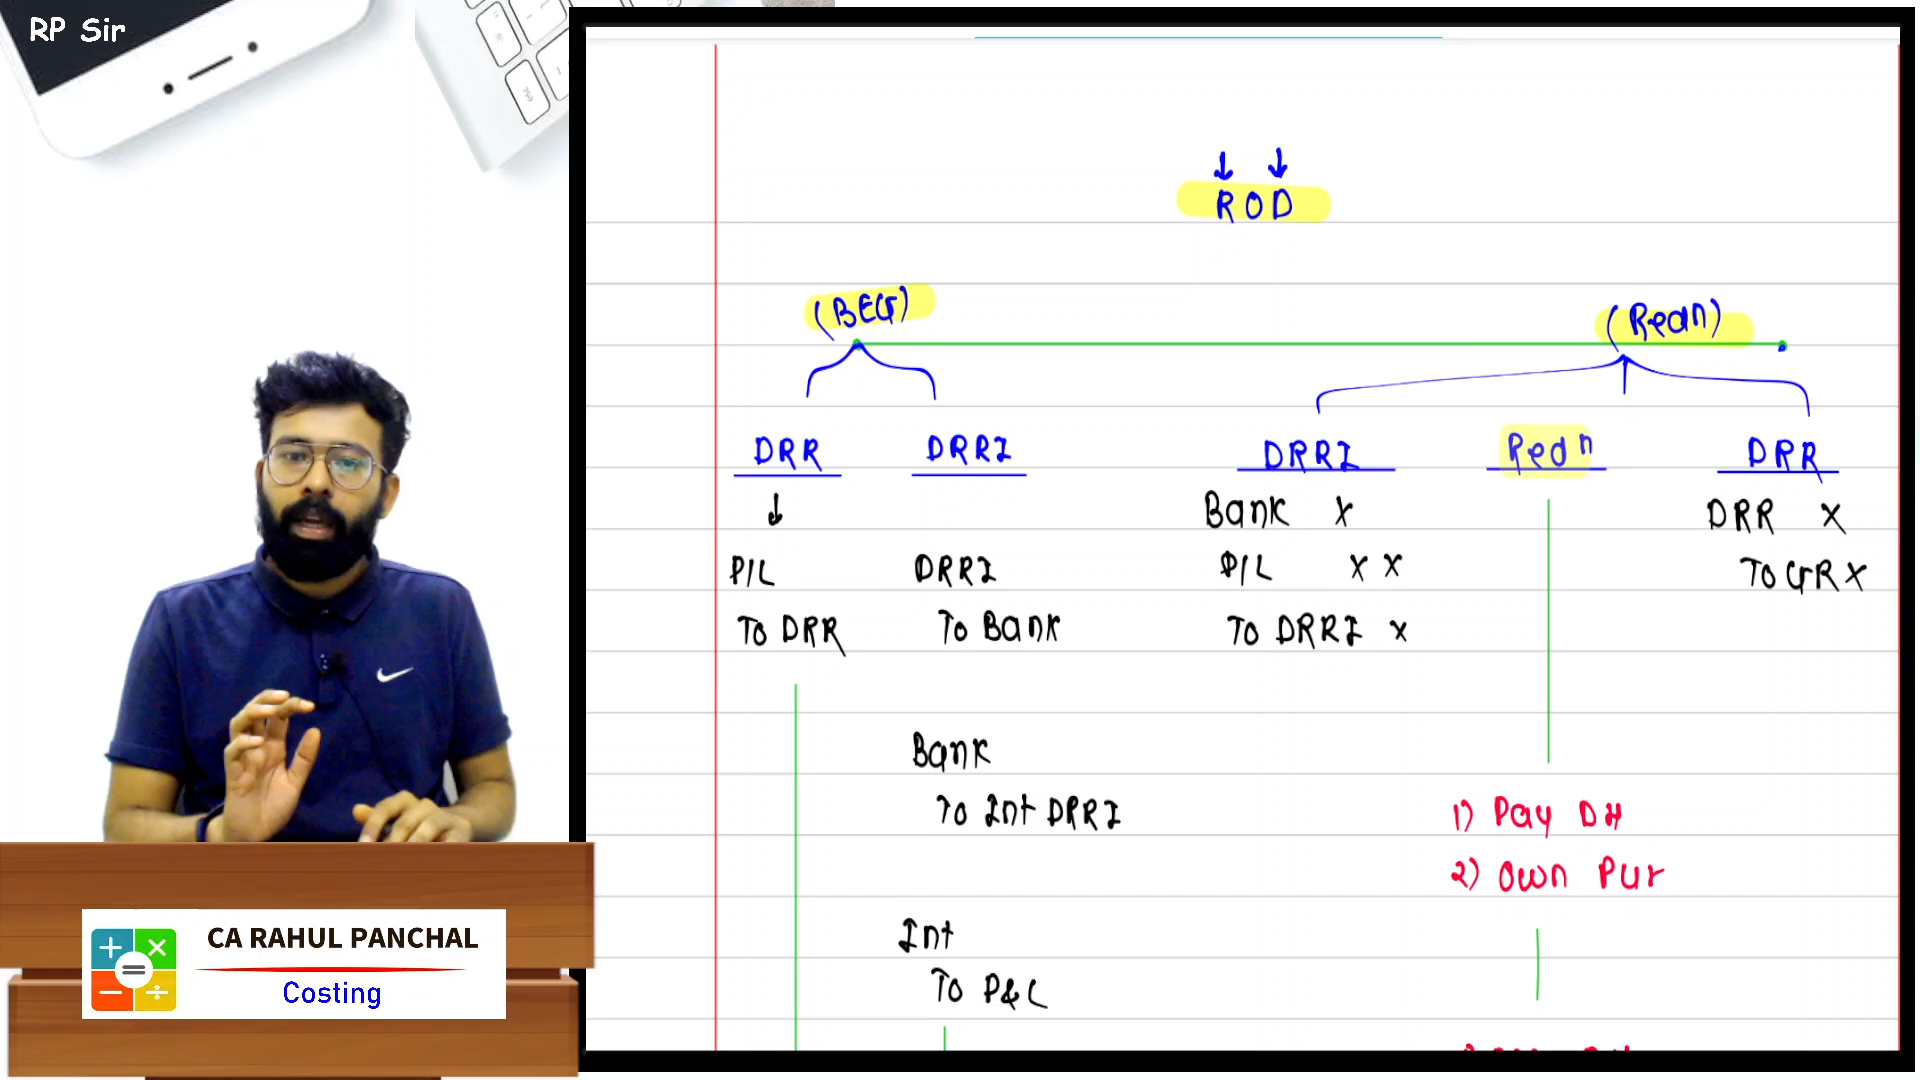 RP Sir
ROD
(BEG)
(Redn)
DRR
DRRI
DRRI
Redn
DRR
P/L
To DRR
DRRI
To Bank
Bank x
P/L x x
To DRRI x
DRR x
To GR x
Bank
To Int DRRI
1) Pay DH
2) Own Pur
Int
To P&L
CA RAHUL PANCHAL
Costing